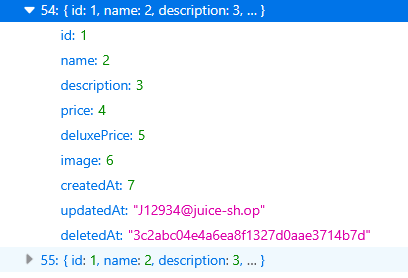 54: { id: 1, name: 2, description: 3, ... }
id: 1
name: 2
description: 3
price: 4
deluxePrice: 5
image: 6
createdAt: 7
updatedAt: "J12934@juice-sh.op"
deletedAt: "3c2abc04e4a6ea8f1327d0aae3714b7d"
55: { id: 1, name: 2, description: 3, ... }